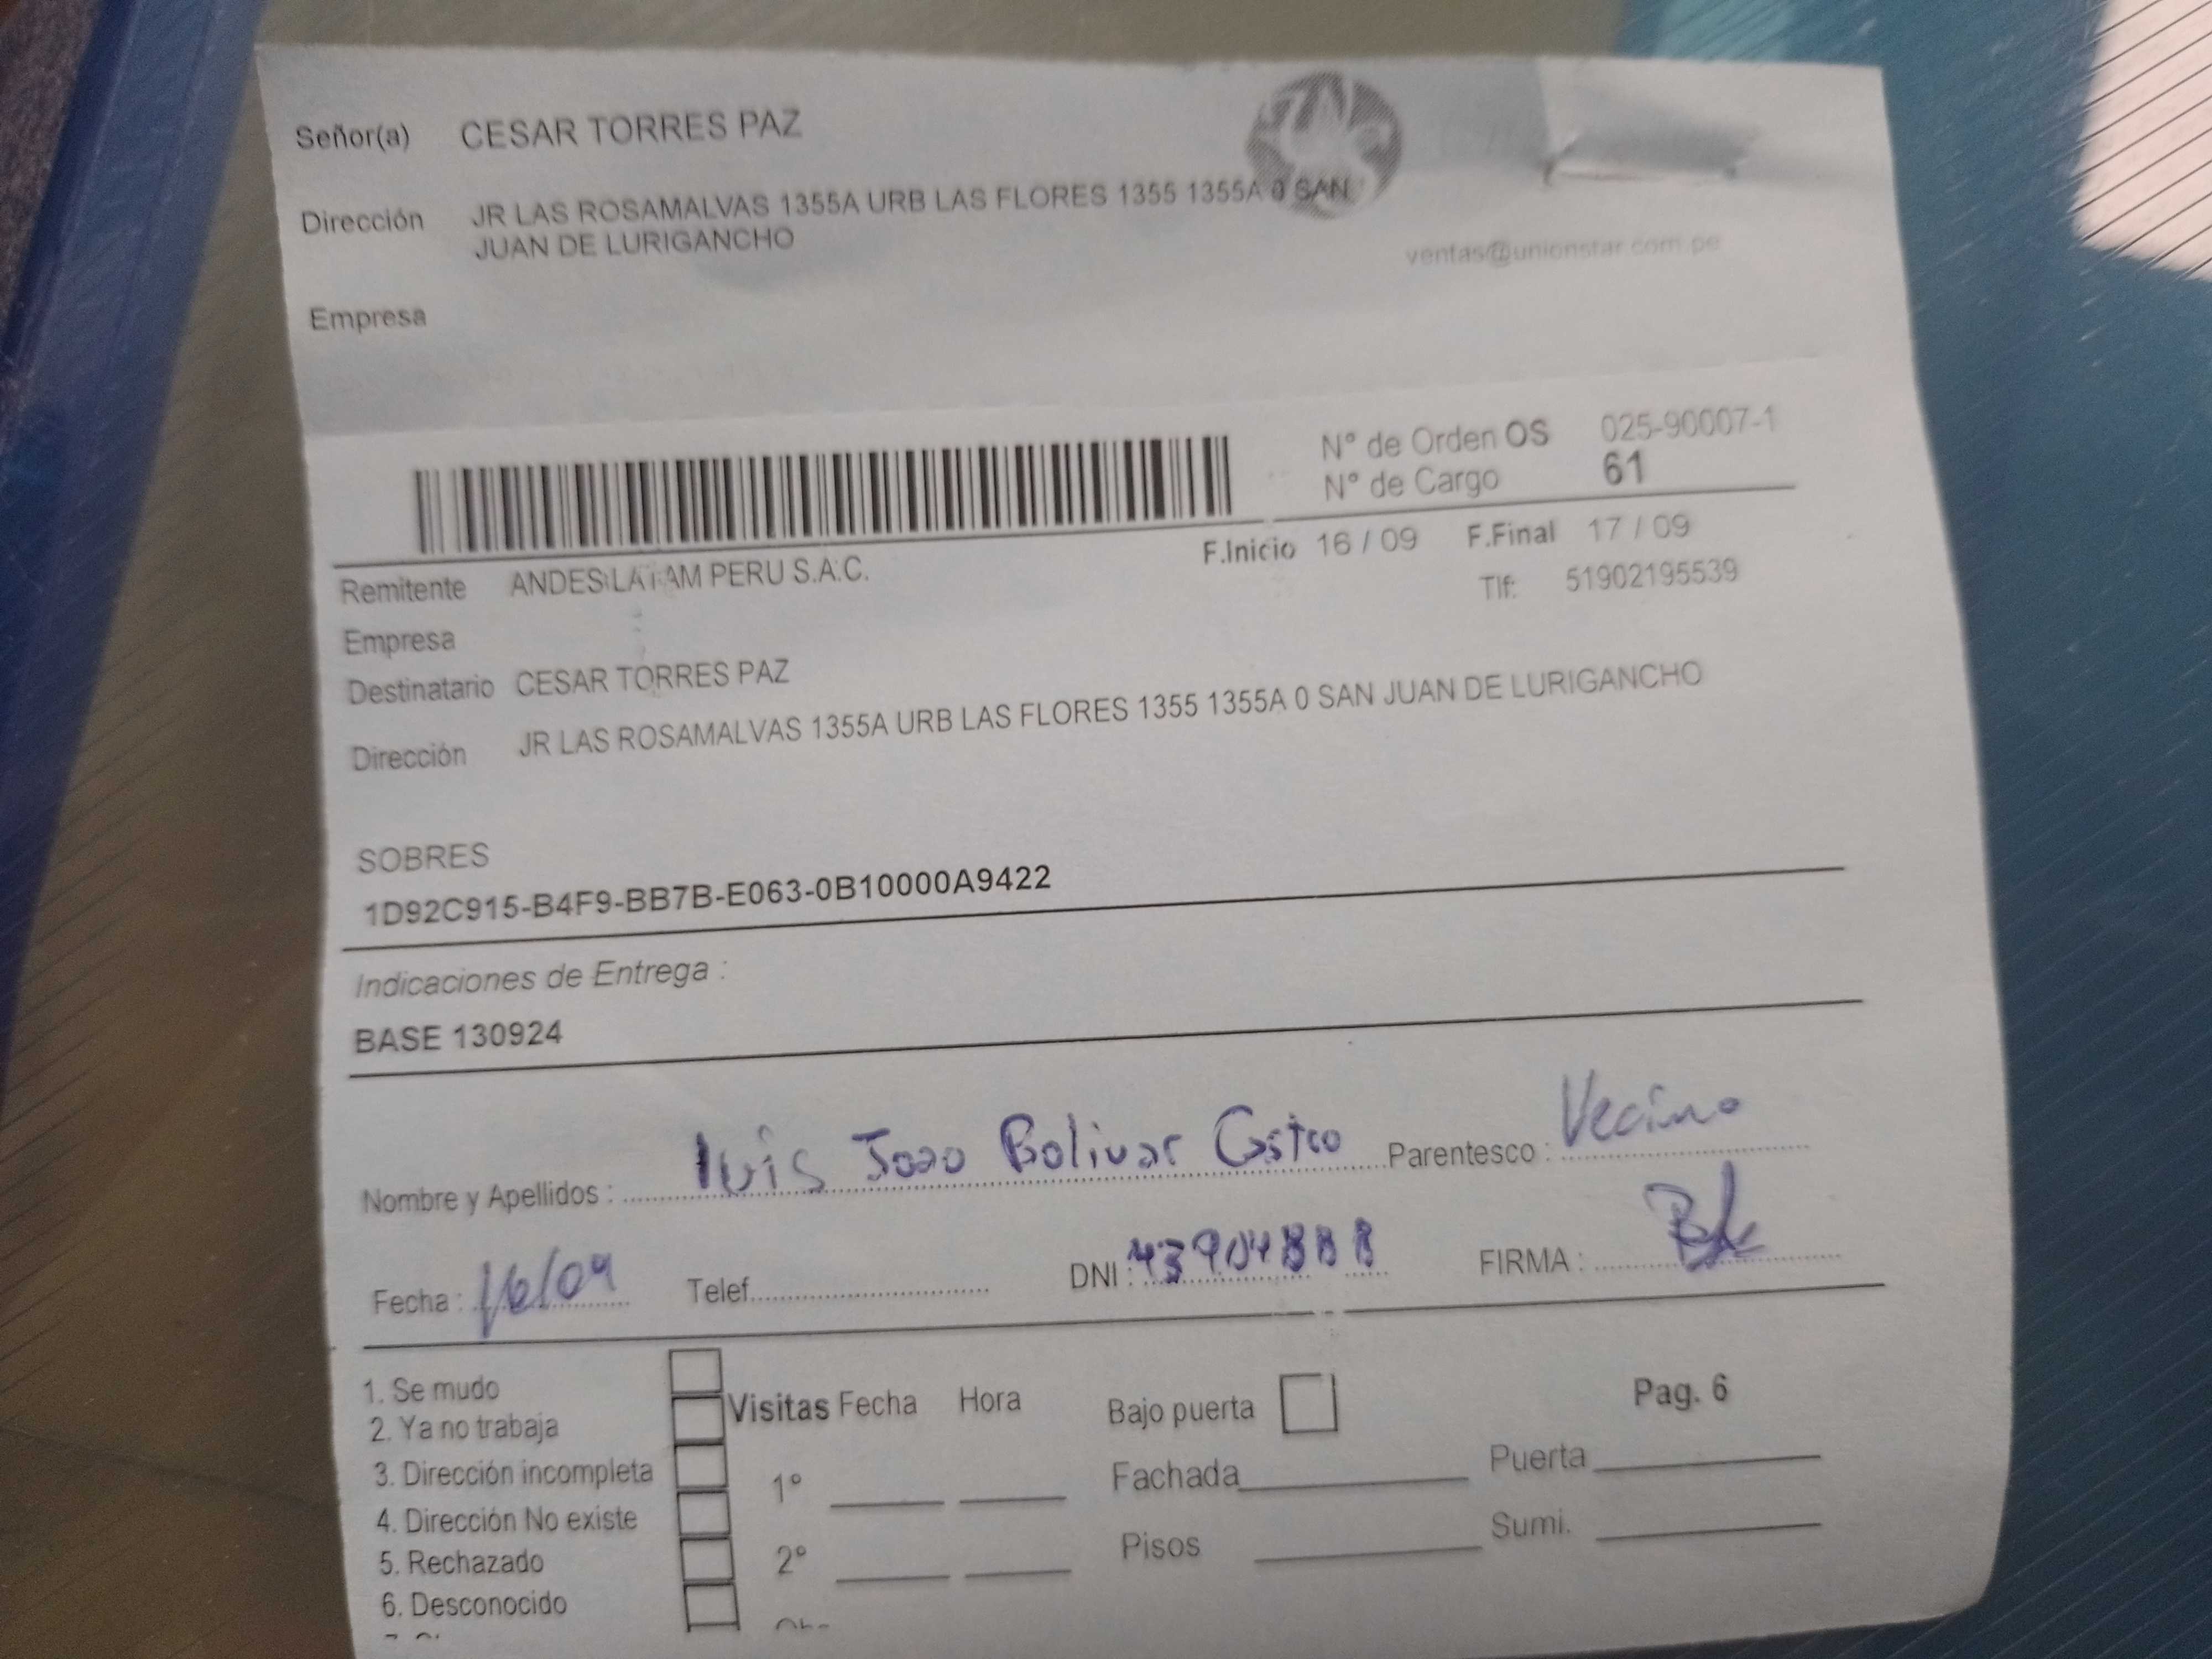 Señor(a) CESAR TORRES PAZ
Dirección JR LAS ROSAMALVAS 1355A URB LAS FLORES 1355 1355A 0 SAN
JUAN DE LURIGANCHO
ventas@unionstar.com.pe
Empresa
N° de Orden OS 025-90007-1
N° de Cargo 61
F.Inicio 16 / 09 F.Final 17 / 09
Remitente ANDES LATAM PERU S.A.C.
Tlf: 51902195539
Empresa
Destinatario CESAR TORRES PAZ
Dirección JR LAS ROSAMALVAS 1355A URB LAS FLORES 1355 1355A 0 SAN JUAN DE LURIGANCHO
SOBRES
1D92C915-B4F9-BB7B-E063-0B10000A9422
Indicaciones de Entrega :
BASE 130924
Nombre y Apellidos : luis Joao Bolivar Castro Parentesco : Vecino
Fecha : 16/09 Telef. DNI : 43904888 FIRMA :
1. Se mudo
2. Ya no trabaja
3. Dirección incompleta
4. Dirección No existe
5. Rechazado
6. Desconocido
Visitas Fecha Hora
1°
2°
Bajo puerta
Pag. 6
Fachada
Puerta
Pisos
Sumi.